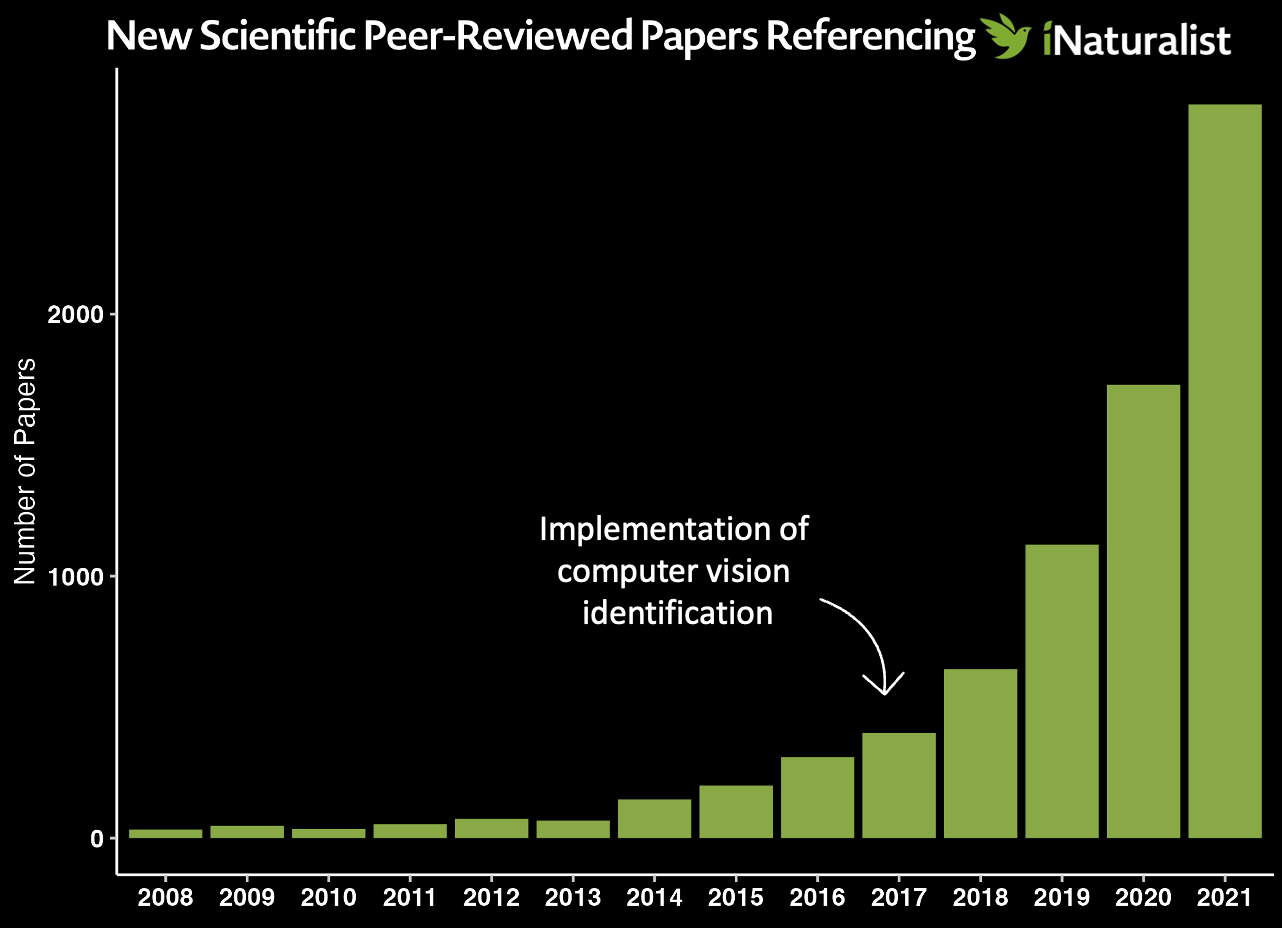 New Scientific Peer-Reviewed Papers Referencing iNaturalist
2000
1000
0
Number of Papers
Implementation of
computer vision
identification
2008 2009 2010 2011 2012 2013 2014 2015 2016 2017 2018 2019 2020 2021